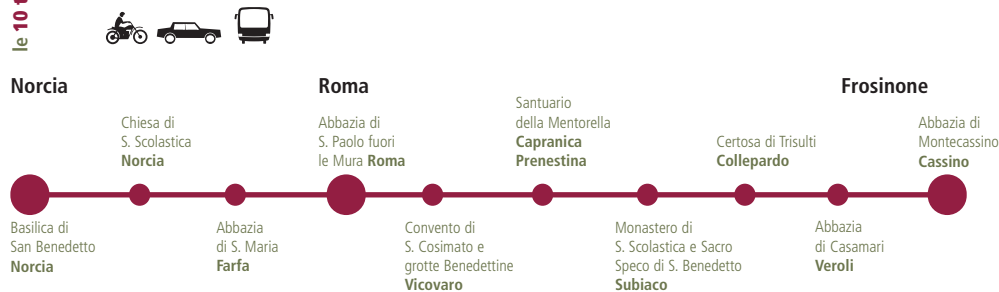 le 10 t
Norcia
Roma
Frosinone
Chiesa di
S. Scolastica
Norcia
Abbazia di
S. Paolo fuori
le Mura Roma
Santuario
della Mentorella
Capranica
Prenestina
Certosa di Trisulti
Collepardo
Abbazia di
Montecassino
Cassino
Basilica di
San Benedetto
Norcia
Abbazia
di S. Maria
Farfa
Convento di
S. Cosimato e
grotte Benedettine
Vicovaro
Monastero di
S. Scolastica e Sacro
Speco di S. Benedetto
Subiaco
Abbazia
di Casamari
Veroli